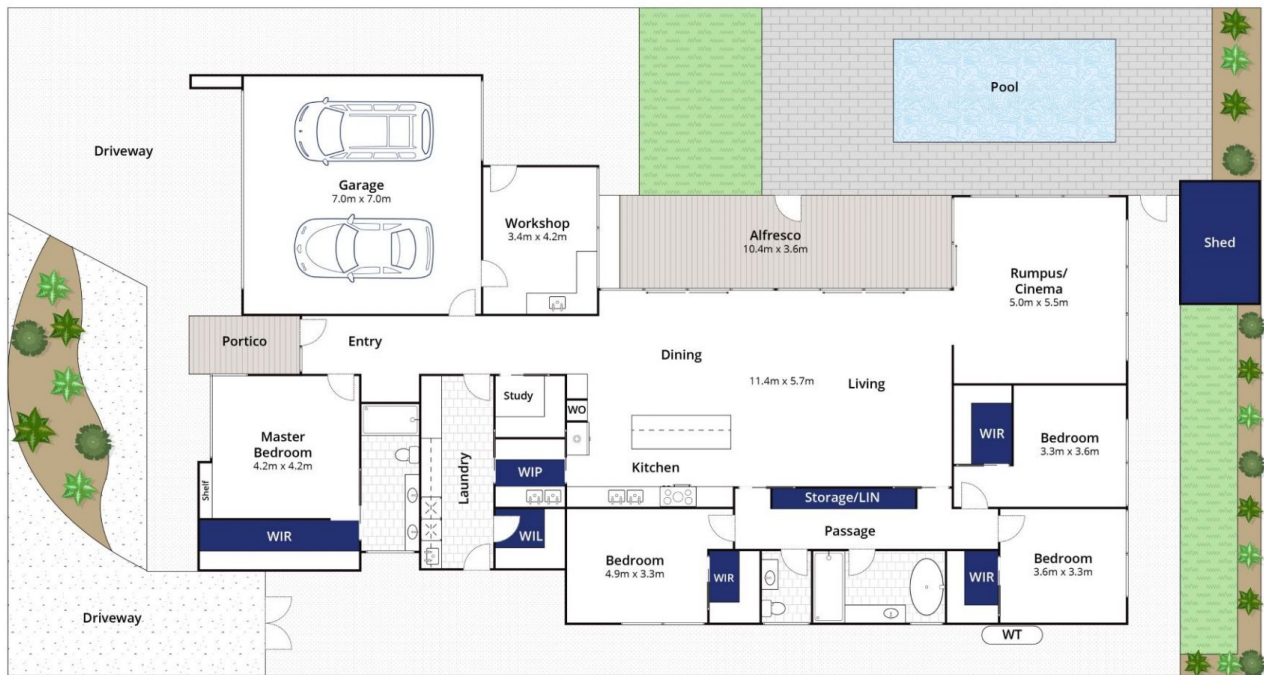 Pool
Driveway
Garage
7.0m x 7.0m
Workshop
3.4m x 4.2m
Alfresco
10.4m x 3.6m
Shed
Rumpus/
Cinema
5.0m x 5.5m
Portico
Entry
Dining
11.4m x 5.7m
Living
Study
WO
Master
Bedroom
4.2m x 4.2m
Shelf
WIR
Laundry
WIP
Kitchen
WIL
Storage/LIN
Passage
WIR
Bedroom
3.3m x 3.6m
Bedroom
4.9m x 3.3m
WIR
WIR
Bedroom
3.6m x 3.3m
Driveway
WT